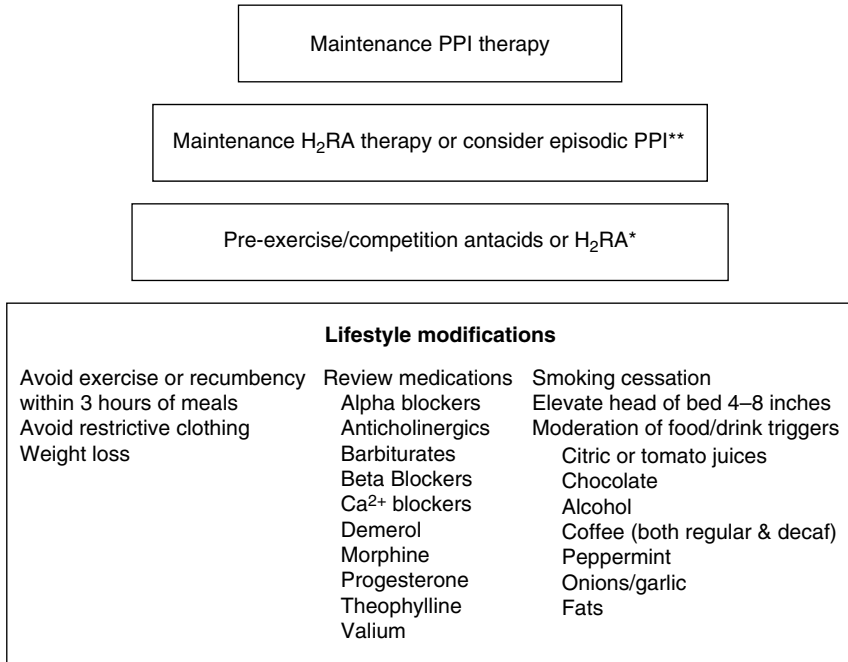 Maintenance PPI therapy
Maintenance H₂RA therapy or consider episodic PPI**
Pre-exercise/competition antacids or H₂RA*
Lifestyle modifications
Avoid exercise or recumbency
within 3 hours of meals
Avoid restrictive clothing
Weight loss
Review medications
Alpha blockers
Anticholinergics
Barbiturates
Beta Blockers
Ca²⁺ blockers
Demerol
Morphine
Progesterone
Theophylline
Valium
Smoking cessation
Elevate head of bed 4–8 inches
Moderation of food/drink triggers
Citric or tomato juices
Chocolate
Alcohol
Coffee (both regular & decaf)
Peppermint
Onions/garlic
Fats